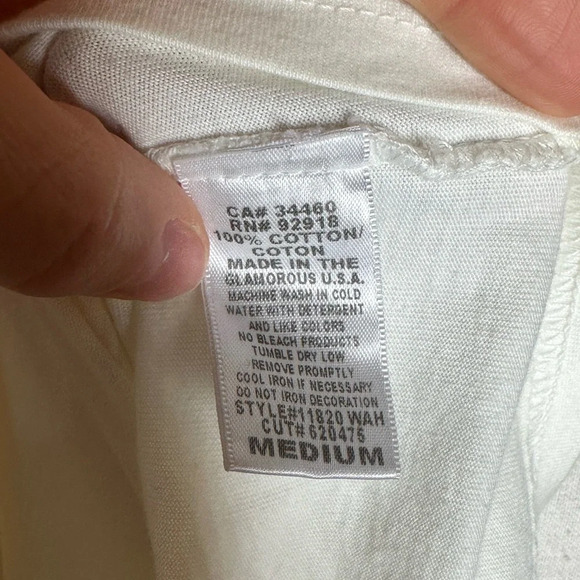 CA# 34460
RN# 92918
100% COTTON/
COTON
MADE IN THE
GLAMOROUS U.S.A.
MACHINE WASH IN COLD
WATER WITH DETERDENT
AND LIKE COLORS
NO BLEACH PRODUCTS
TUMBLE DRY LOW
REMOVE PROMPTLY
COOL IRON IF NECESSARY
DO NOT IRON DECORATION
STYLE#11820 WAH
CUT# 620475
MEDIUM